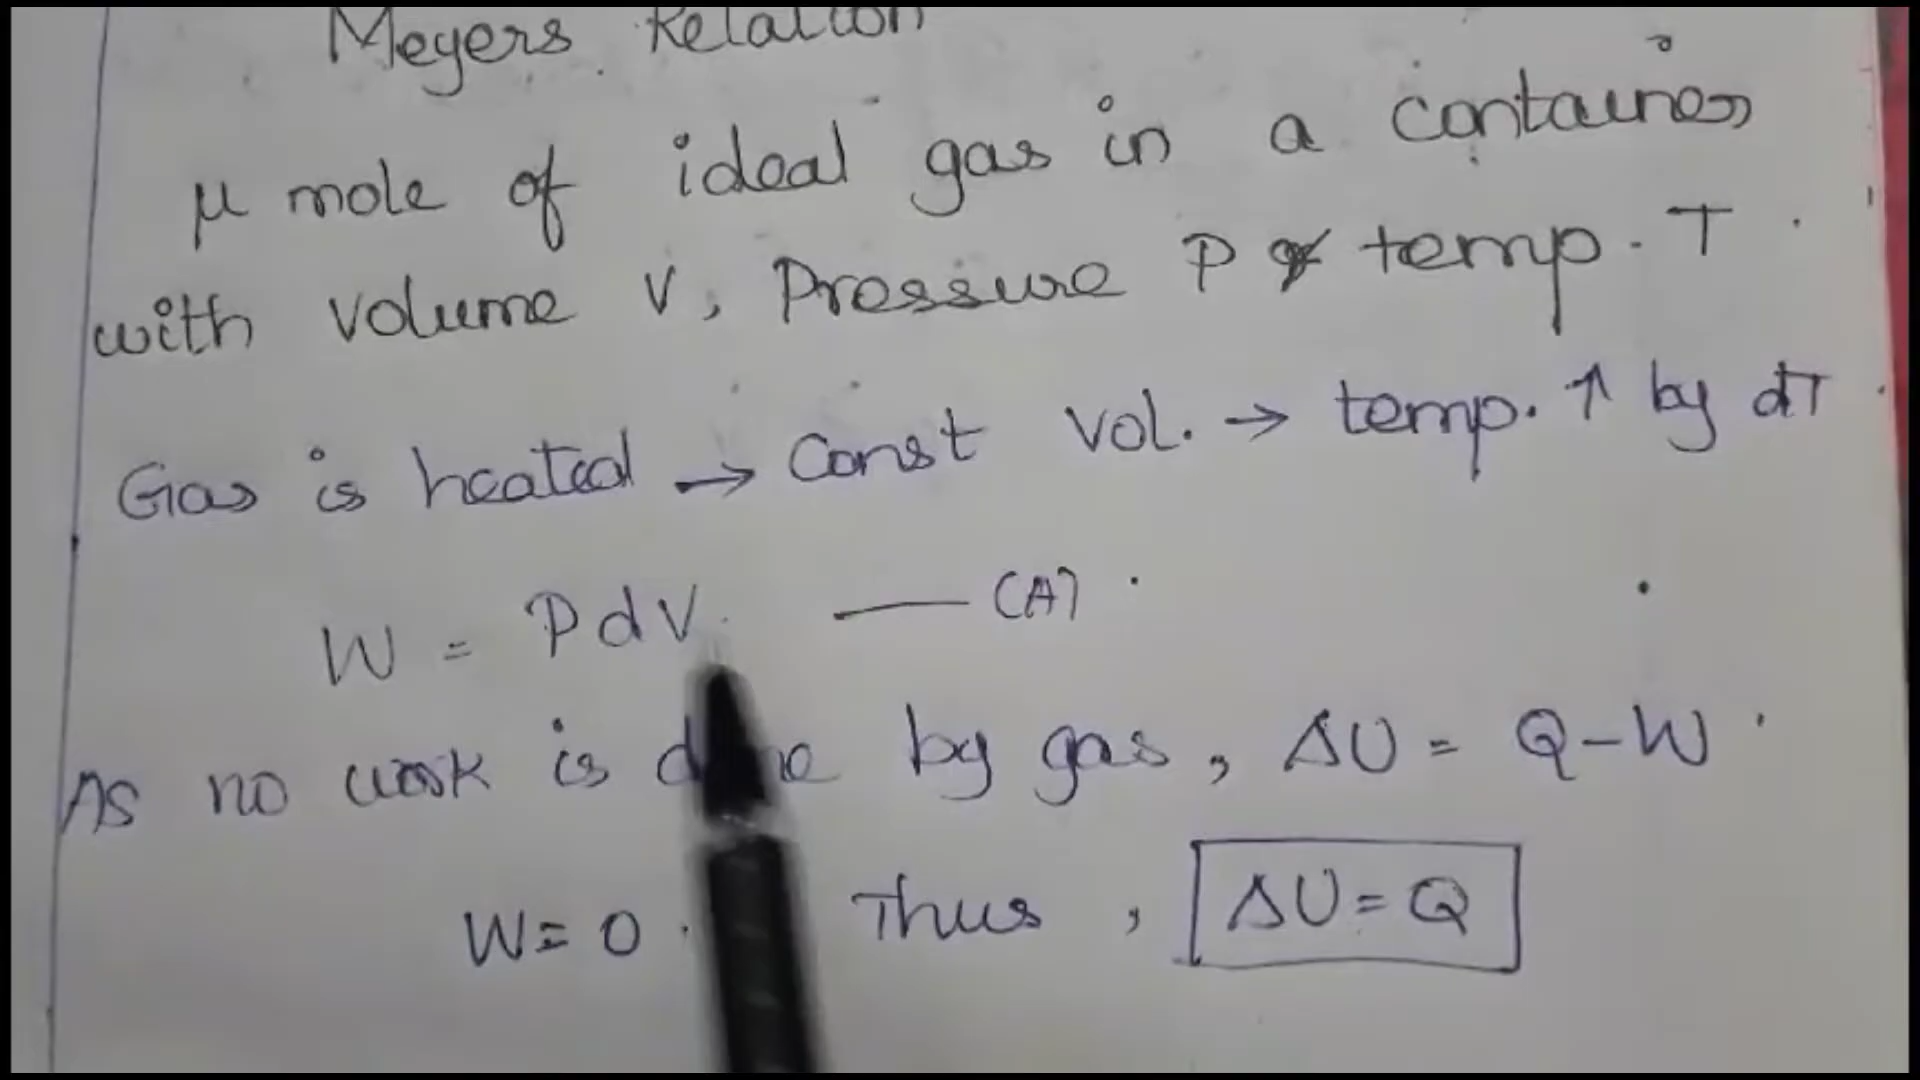 Meyers Relation
μ mole of ideal gas in a container
with volume V, Pressure P & temp. T.
Gas is heated → Const Vol. → temp. ↑ by dT.
W = PdV. — (A)
As no work is done by gas, ΔU = Q-W.
W=0. Thus, ΔU=Q